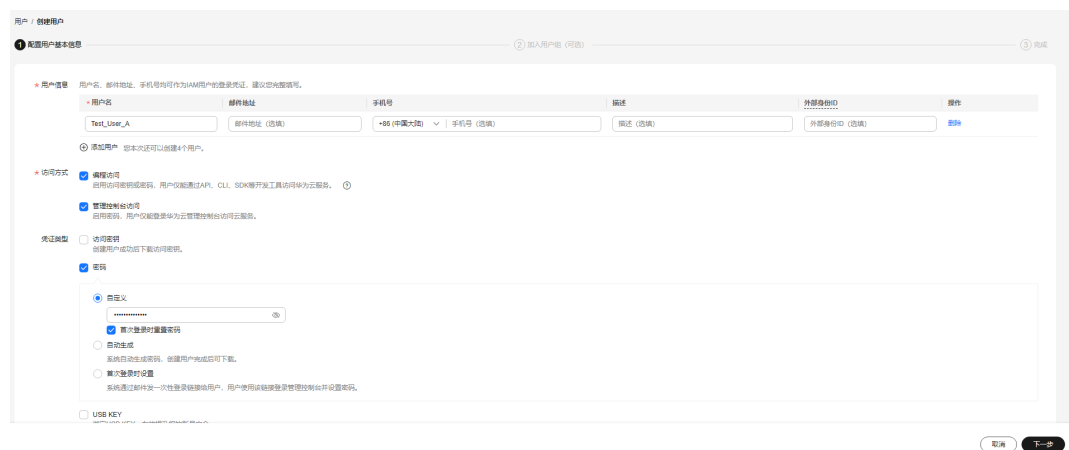 用户 / 创建用户
1 配置用户基本信息
2 加入用户组（可选）
3 完成
* 用户信息 用户名、邮件地址、手机号均可作为IAM用户的登录凭证，建议您完整填写。
* 用户名 邮件地址 手机号 描述 外部身份ID 操作
Test_User_A 邮件地址（选填） +86 (中国大陆) 手机号（选填） 描述（选填） 外部身份ID（选填） 删除
添加用户 您本次还可以创建4个用户。
* 访问方式 编程访问
启用访问密钥或密码，用户仅能通过API、CLI、SDK等开发工具访问华为云服务。 ?
管理控制台访问
启用密码，用户仅能登录华为云管理控制台访问云服务。
凭证类型 访问密钥
创建用户成功后下载访问密钥。
密码
自定义
••••••••••••••
首次登录时重置密码
自动生成
系统自动生成密码，创建用户完成后可下载。
首次登录时设置
系统通过邮件发一次性登录链接给用户，用户使用该链接登录管理控制台并设置密码。
USB KEY
取消 下一步